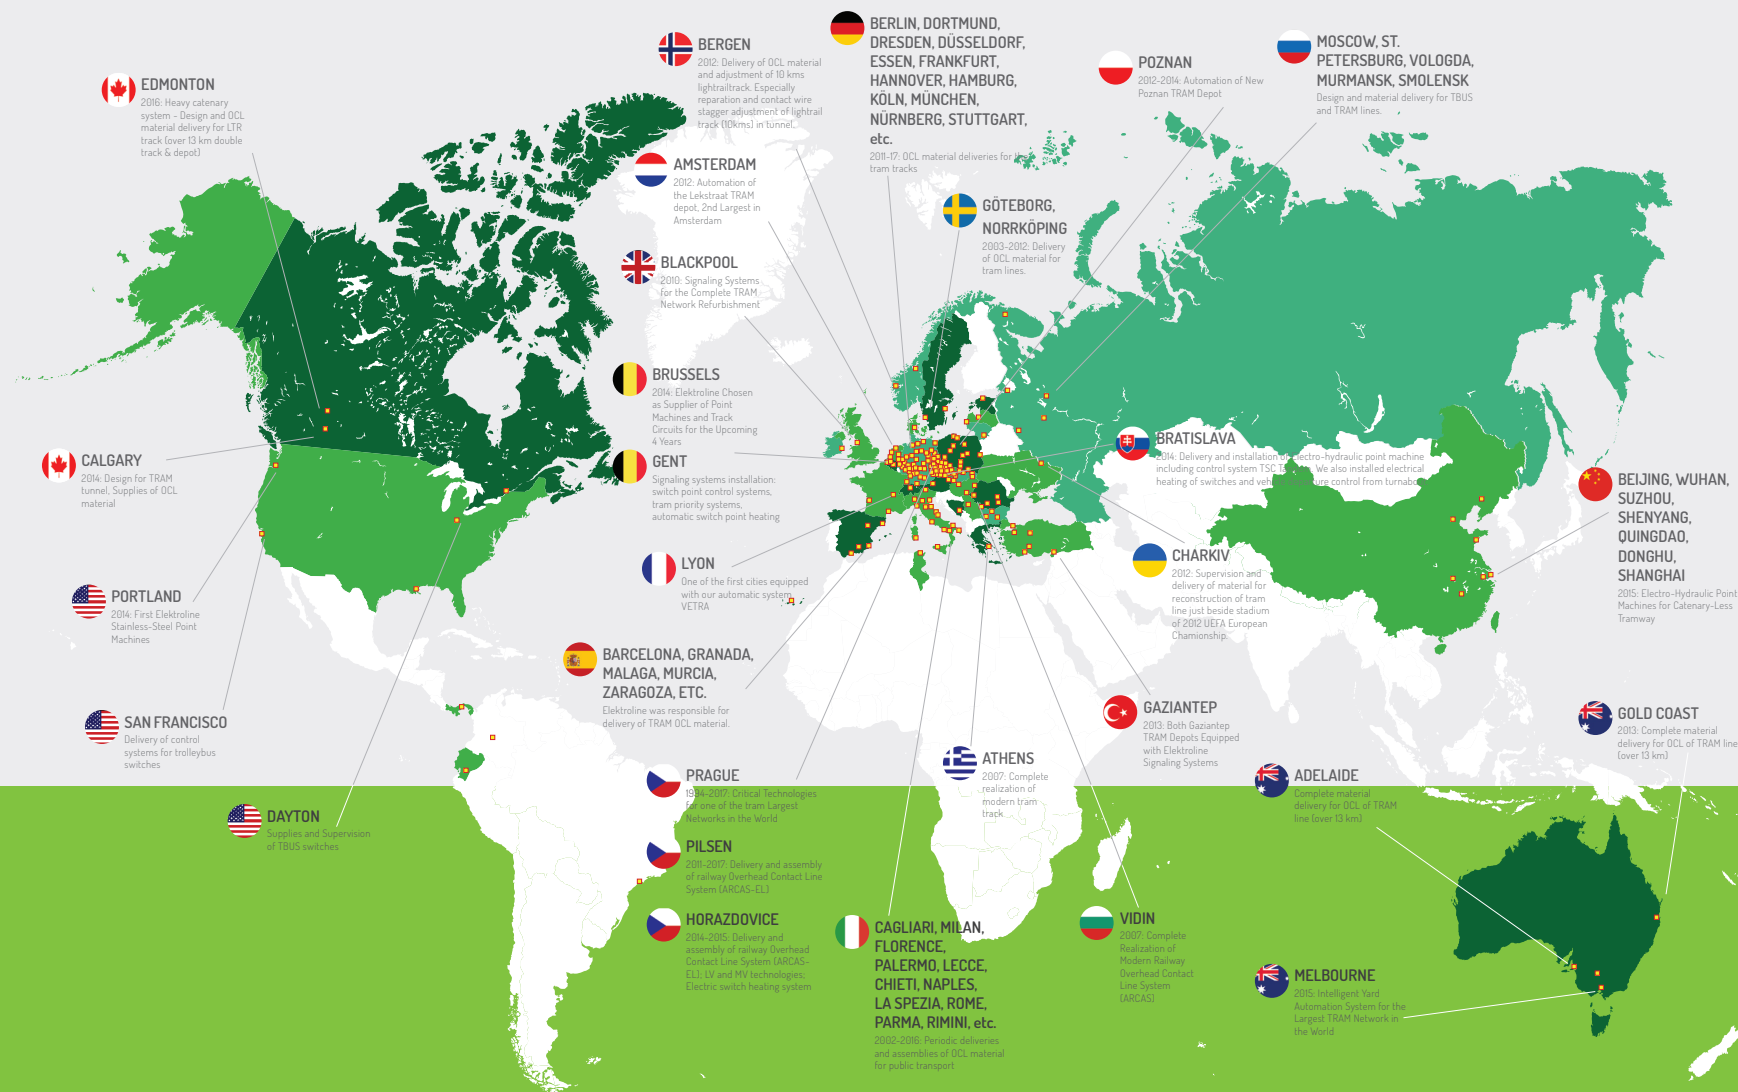 EDMONTON
2016: Heavy catenary
system - Design and OCL
material delivery for LTR
track (over 13 km double
track & depot)
BERGEN
2012: Delivery of OCL material
and adjustment of 10 kms
lightrailtrack. Especially
reparation and contact wire
stagger adjustment of lightrail
track (10kms) in tunnel.
BERLIN, DORTMUND,
DRESDEN, DÜSSELDORF,
ESSEN, FRANKFURT,
HANNOVER, HAMBURG,
KÖLN, MÜNCHEN,
NÜRNBERG, STUTTGART,
etc.
2011-17: OCL material deliveries for the
tram tracks
POZNAN
2012-2014: Automation of New
Poznan TRAM Depot
MOSCOW, ST.
PETERSBURG, VOLOGDA,
MURMANSK, SMOLENSK
Design and material delivery for TBUS
and TRAM lines.
AMSTERDAM
2012: Automation of
the Lekstraat TRAM
depot, 2nd Largest in
Amsterdam
GÖTEBORG,
NORRKÖPING
2003-2012: Delivery
of OCL material for
tram lines.
BLACKPOOL
2010: Signaling Systems
for the Complete TRAM
Network Refurbishment
BRUSSELS
2014: Elektroline Chosen
as Supplier of Point
Machines and Track
Circuits for the Upcoming
4 Years
GENT
Signaling systems installation:
switch point control systems,
tram priority systems,
automatic switch point heating
CALGARY
2014: Design for TRAM
tunnel, Supplies of OCL
material
BRATISLAVA
2014: Delivery and installation of electro-hydraulic point machine
including control system TSC We also installed electrical
heating of switches and control from
BEIJING, WUHAN,
SUZHOU,
SHENYANG,
QUINGDAO,
DONGHU,
SHANGHAI
2015: Electro-Hydraulic Point
Machines for Catenary-Less
Tramway
LYON
One of the first cities equipped
with our automatic system
VETRA
CHARKIV
2012: Supervision and
delivery of material for
reconstruction of tram
line just beside stadium
of 2012 UEFA European
Chamionship.
PORTLAND
2014: First Elektroline
Stainless-Steel Point
Machines
BARCELONA, GRANADA,
MALAGA, MURCIA,
ZARAGOZA, ETC.
Elektroline was responsible for
delivery of TRAM OCL material.
SAN FRANCISCO
Delivery of control
systems for trolleybus
switches
GAZIANTEP
2013: Both Gaziantep
TRAM Depots Equipped
with Elektroline
Signaling Systems
GOLD COAST
2013: Complete material
delivery for OCL of TRAM line
(over 13 km)
ATHENS
2007: Complete
realization of
modern tram
track
PRAGUE
1994-2017: Critical Technologies
for one of the tram Largest
Networks in the World
ADELAIDE
Complete material
delivery for OCL of TRAM
line (over 13 km)
DAYTON
Supplies and Supervision
of TBUS switches
PILSEN
2011-2017: Delivery and assembly
of railway Overhead Contact Line
System (ARCAS-EL)
HORAZDOVICE
2014-2015: Delivery and
assembly of railway Overhead
Contact Line System (ARCAS-
EL); LV and MV technologies;
Electric switch heating system
CAGLIARI, MILAN,
FLORENCE,
PALERMO, LECCE,
CHIETI, NAPLES,
LA SPEZIA, ROME,
PARMA, RIMINI, etc.
2002-2016: Periodic deliveries
and assemblies of OCL material
for public transport
VIDIN
2007: Complete
Realization of
Modern Railway
Overhead Contact
Line System
(ARCAS)
MELBOURNE
2015: Intelligent Yard
Automation System for the
Largest TRAM Network in
the World